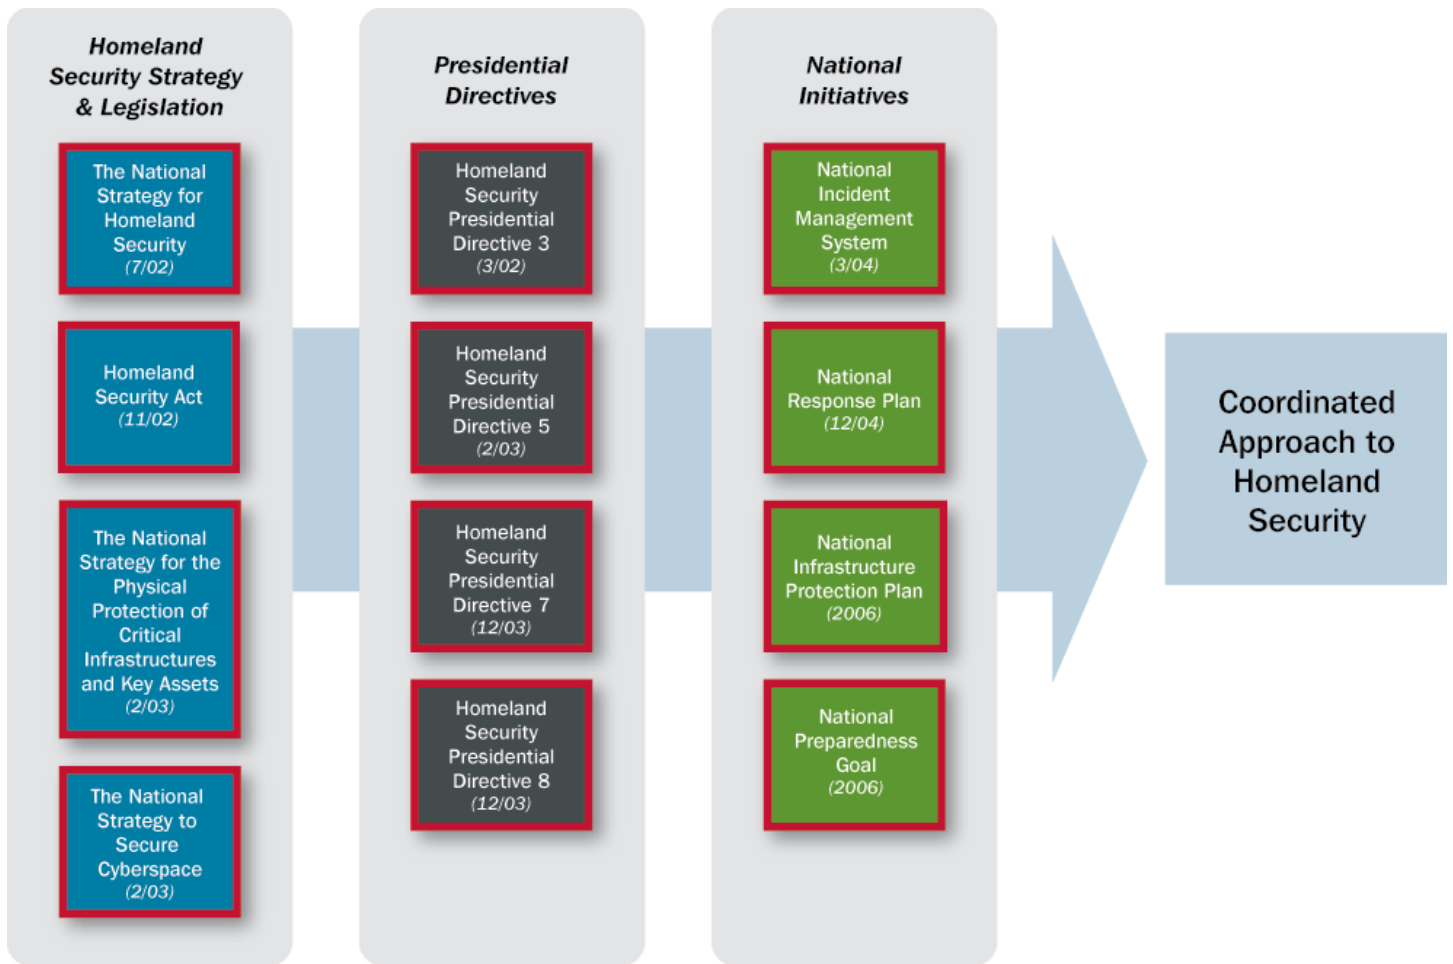 Homeland
Security Strategy
& Legislation
The National
Strategy for
Homeland
Security
(7/02)
Homeland
Security Act
(11/02)
The National
Strategy for the
Physical
Protection of
Critical
Infrastructures
and Key Assets
(2/03)
The National
Strategy to
Secure
Cyberspace
(2/03)
Presidential
Directives
Homeland
Security
Presidential
Directive 3
(3/02)
Homeland
Security
Presidential
Directive 5
(2/03)
Homeland
Security
Presidential
Directive 7
(12/03)
Homeland
Security
Presidential
Directive 8
(12/03)
National
Initiatives
National
Incident
Management
System
(3/04)
National
Response Plan
(12/04)
National
Infrastructure
Protection Plan
(2006)
National
Preparedness
Goal
(2006)
Coordinated
Approach to
Homeland
Security